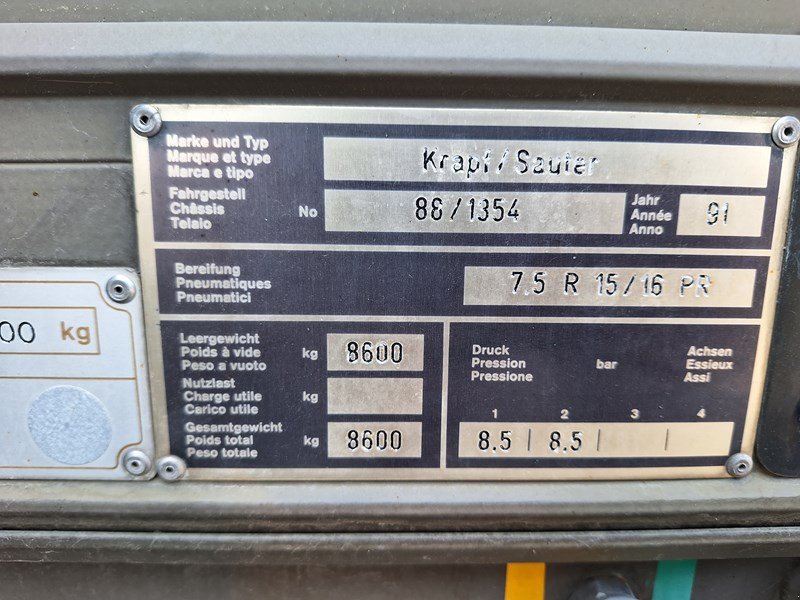 Marke und Typ
Marque et type
Marca e tipo
Krapf/Sauter
Fahrgestell
Châssis No
Telaio
88/1354
Jahr
Année
Anno
91
Bereifung
Pneumatiques
Pneumatici
7.5 R 15/16 PR
Leergewicht
Poids à vide kg
Peso a vuoto
8600
Nutzlast
Charge utile kg
Carico utile
Gesamtgewicht
Poids total kg
Peso totale
8600
Druck
Pression bar
Pressione
Achsen
Essieux
Assi
1 2 3 4
8.5 | 8.5 | |
00 kg